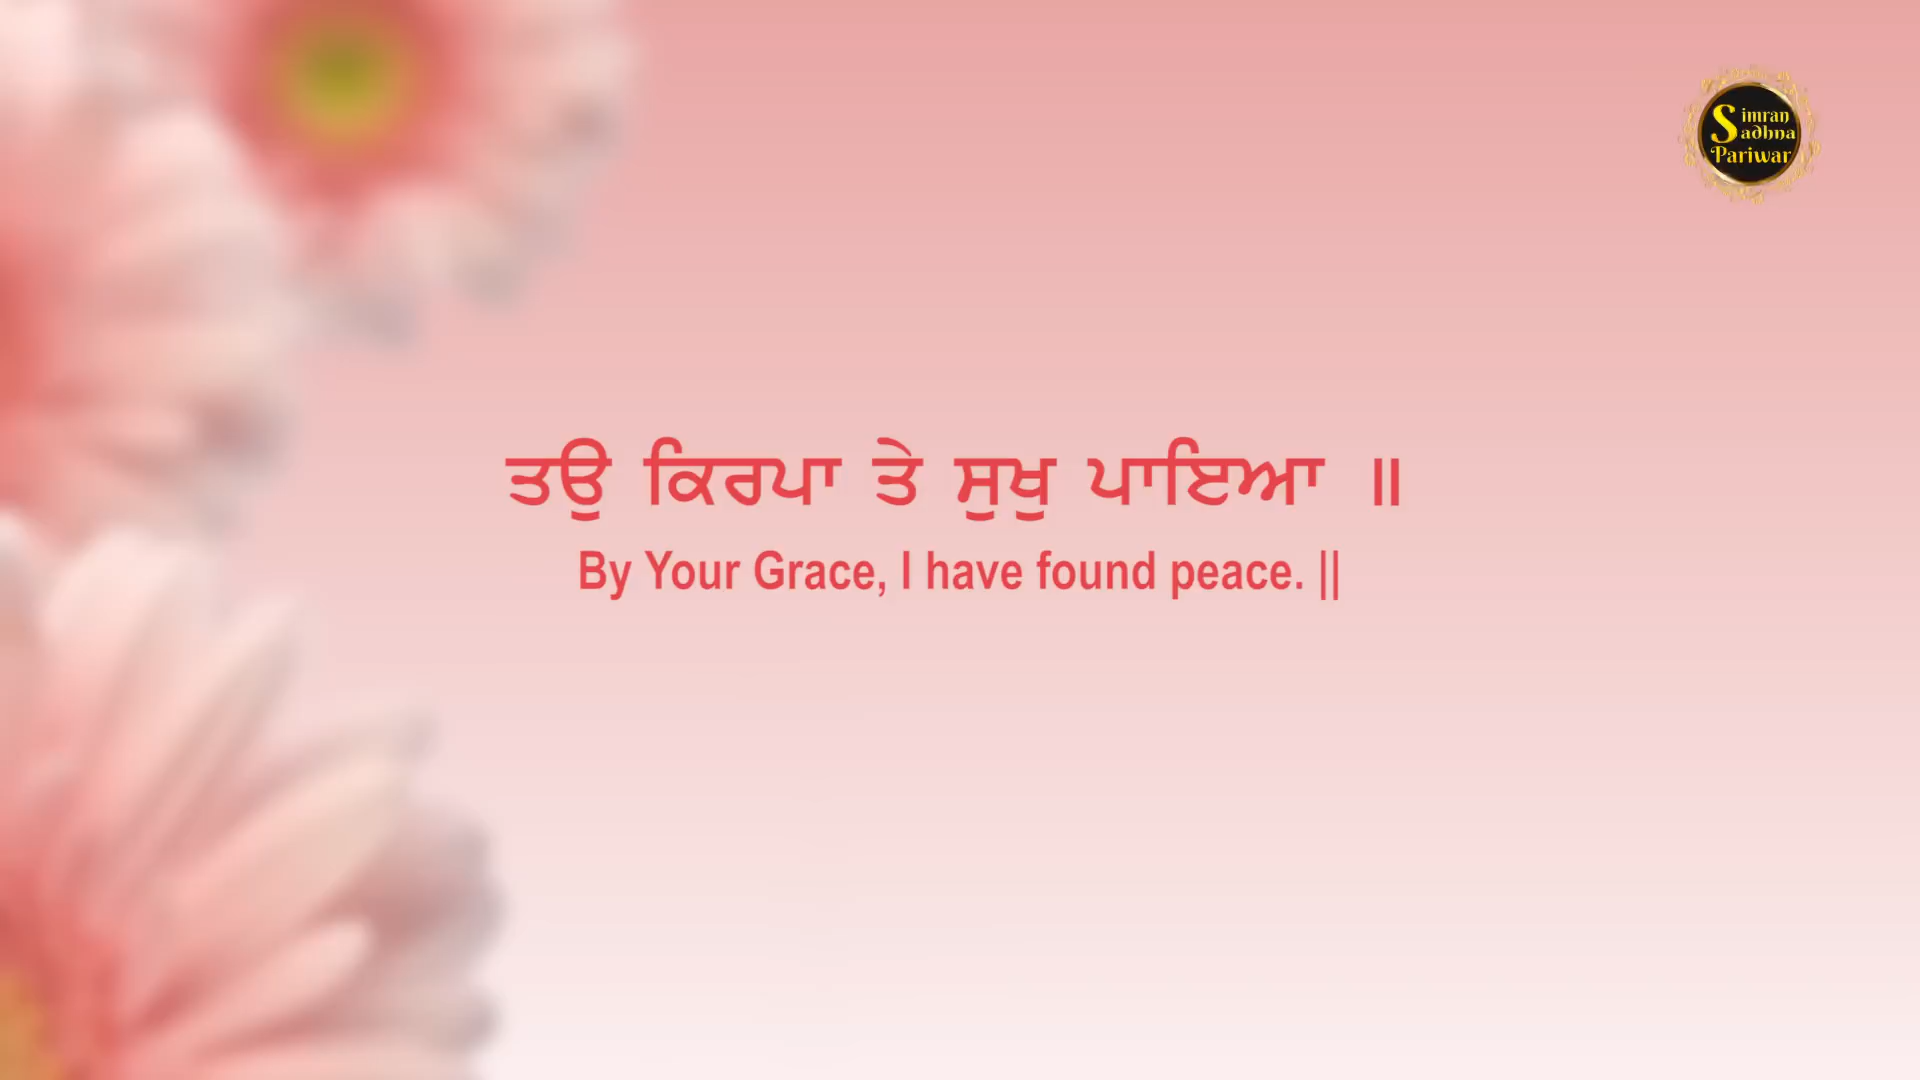 Simran
Sadhna
Pariwar
ਤਉ ਕਿਰਪਾ ਤੇ ਸੁਖੁ ਪਾਇਆ ॥
By Your Grace, I have found peace. ||